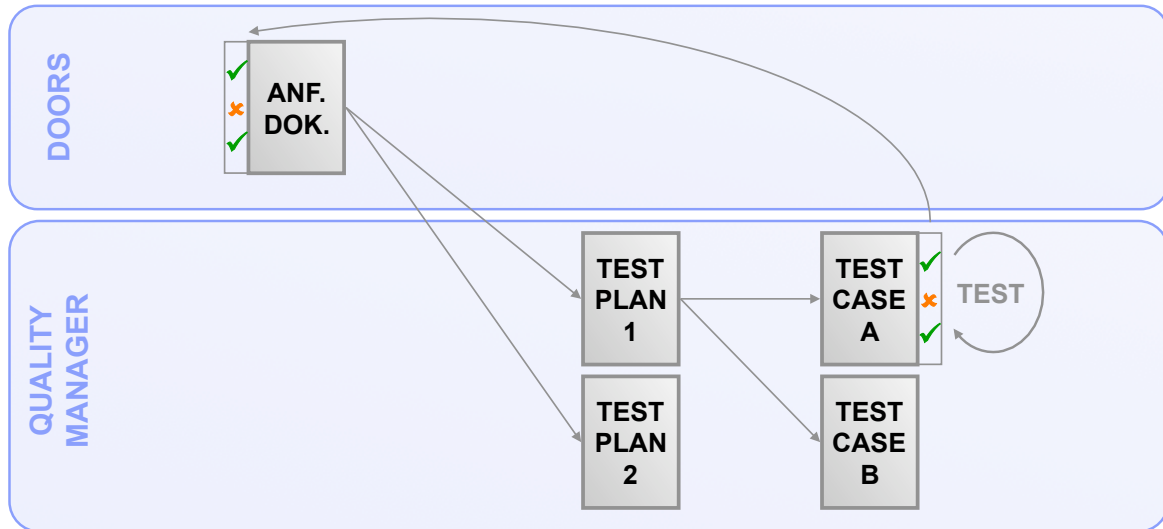 DOORS
ANF.
DOK.
QUALITY
MANAGER
TEST
PLAN
1
TEST
CASE
A
TEST
TEST
PLAN
2
TEST
CASE
B